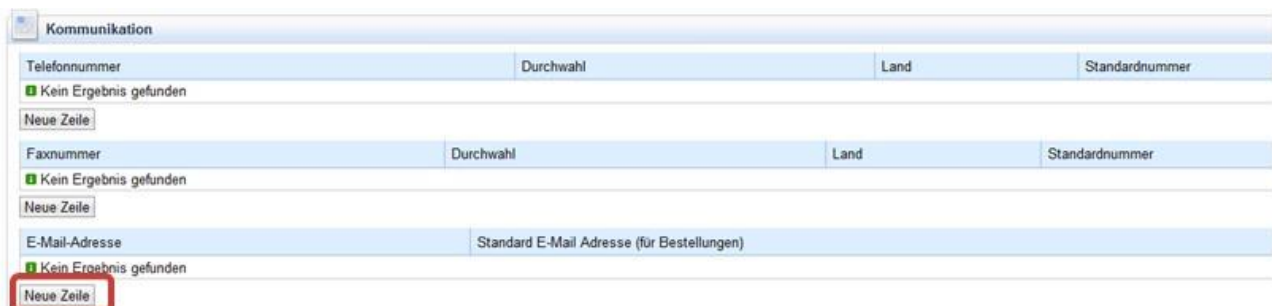 Kommunikation
Telefonnummer Durchwahl Land Standardnummer
Kein Ergebnis gefunden
Neue Zeile
Faxnummer Durchwahl Land Standardnummer
Kein Ergebnis gefunden
Neue Zeile
E-Mail-Adresse Standard E-Mail Adresse (für Bestellungen)
Kein Ergebnis gefunden
Neue Zeile